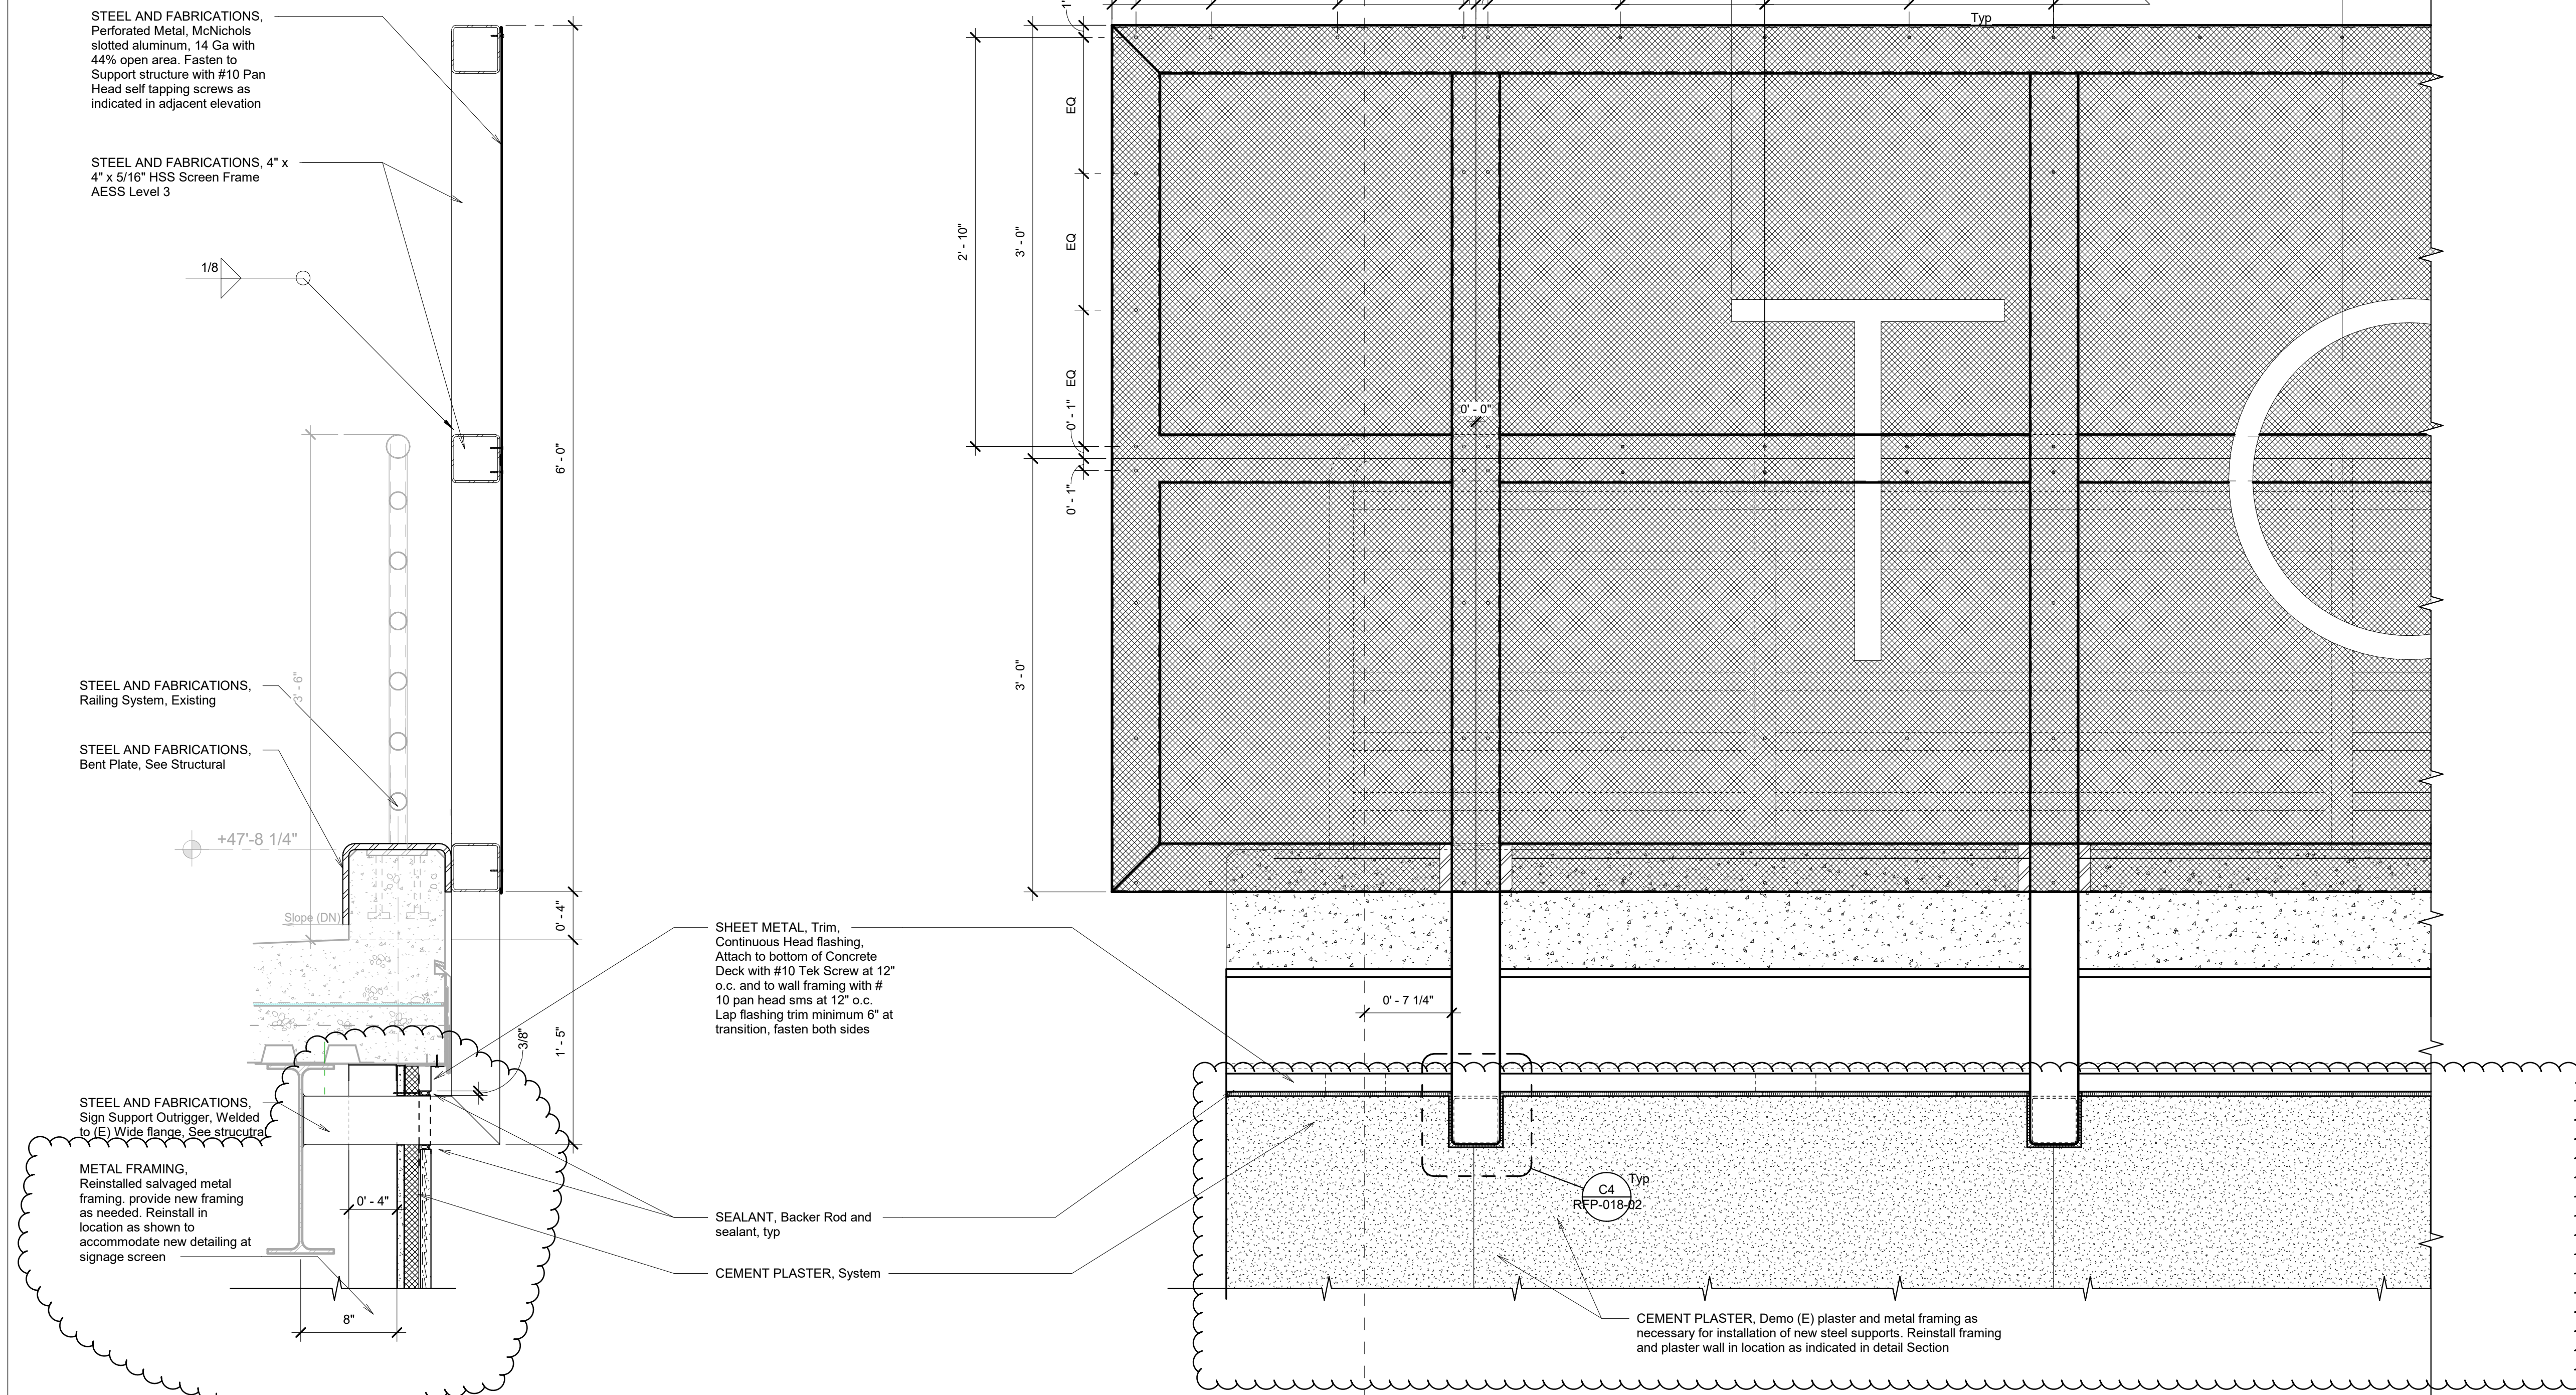 STEEL AND FABRICATIONS,
Perforated Metal, McNichols
slotted aluminum, 14 Ga with
44% open area. Fasten to
Support structure with #10 Pan
Head self tapping screws as
indicated in adjacent elevation
STEEL AND FABRICATIONS, 4" x
4" x 5/16" HSS Screen Frame
AESS Level 3
1/8
6' - 0"
3' - 6"
STEEL AND FABRICATIONS,
Railing System, Existing
STEEL AND FABRICATIONS,
Bent Plate, See Structural
+47'-8 1/4"
Slope (DN)
0' - 4"
1' - 5"
3/8"
STEEL AND FABRICATIONS,
Sign Support Outrigger, Welded
to (E) Wide flange, See strucutral
METAL FRAMING,
Reinstalled salvaged metal
framing. provide new framing
as needed. Reinstall in
location as shown to
accommodate new detailing at
signage screen
0' - 4"
8"
SHEET METAL, Trim,
Continuous Head flashing,
Attach to bottom of Concrete
Deck with #10 Tek Screw at 12"
o.c. and to wall framing with #
10 pan head sms at 12" o.c.
Lap flashing trim minimum 6" at
transition, fasten both sides
SEALANT, Backer Rod and
sealant, typ
CEMENT PLASTER, System
Typ
2' - 10"
3' - 0"
EQ
EQ
EQ
0' - 1"
0' - 1"
3' - 0"
0' - 0"
T
0' - 7 1/4"
C4
RFP-018-02
Typ
CEMENT PLASTER, Demo (E) plaster and metal framing as
necessary for installation of new steel supports. Reinstall framing
and plaster wall in location as indicated in detail Section